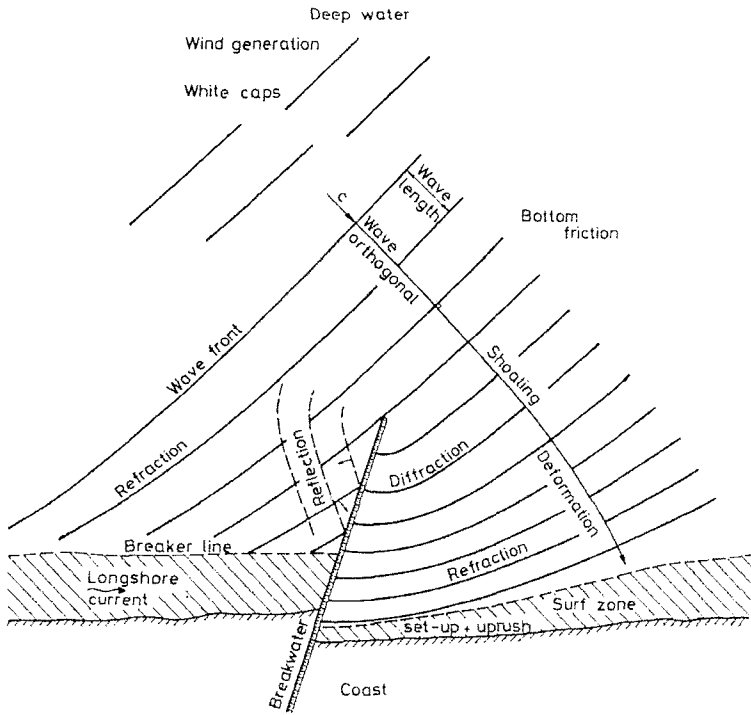 Deep water
Wind generation
White caps
Wave
length
C
Wave
orthogonal
Bottom
friction
Wave front
Shoaling
Refraction
Reflection
Diffraction
Deformation
Breaker line
Refraction
Longshore
current
Surf zone
set-up + uprush
Breakwater
Coast